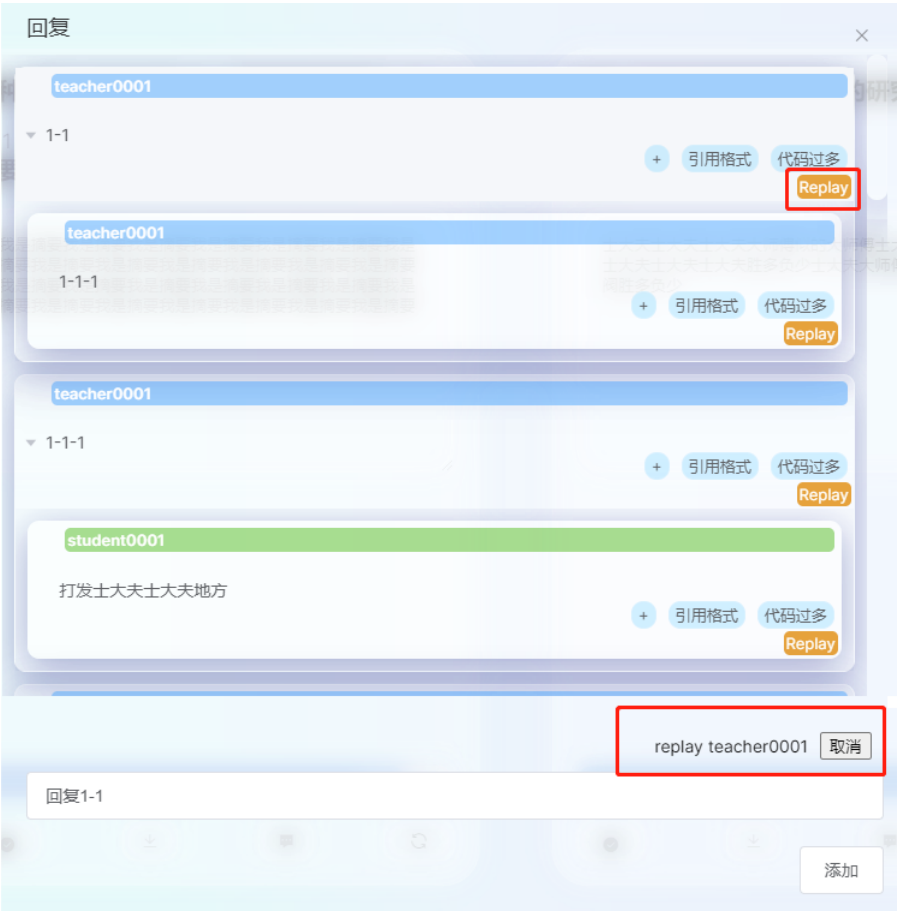 回复
teacher0001
1-1
+ 引用格式 代码过多
Replay
teacher0001
1-1-1
+ 引用格式 代码过多
Replay
teacher0001
1-1-1
+ 引用格式 代码过多
Replay
student0001
打发士大夫士大夫地方
+ 引用格式 代码过多
Replay
replay teacher0001 取消
回复1-1
添加